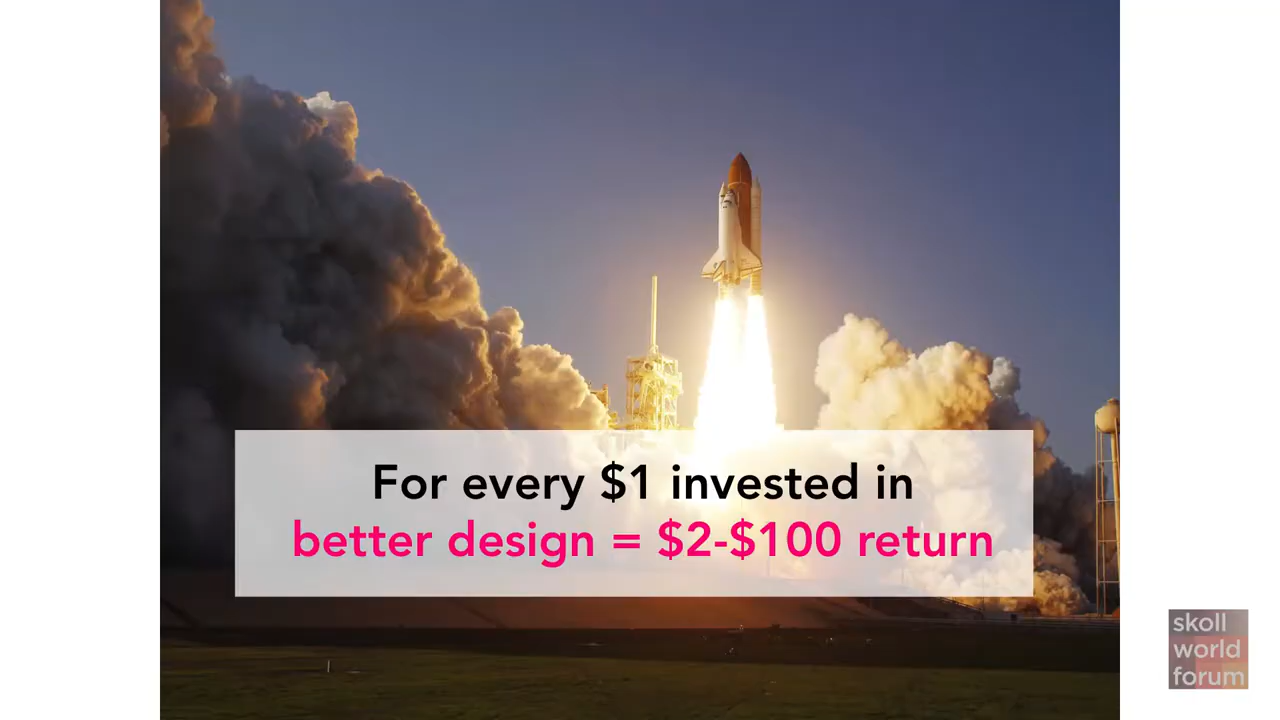 For every $1 invested in
better design = $2-$100 return
skoll
world
forum